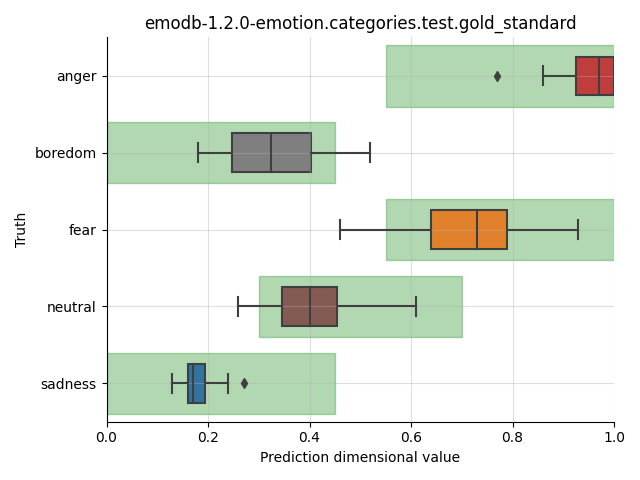 emodb-1.2.0-emotion.categories.test.gold_standard
anger
boredom
fear
neutral
sadness
Truth
0.0 0.2 0.4 0.6 0.8 1.0
Prediction dimensional value